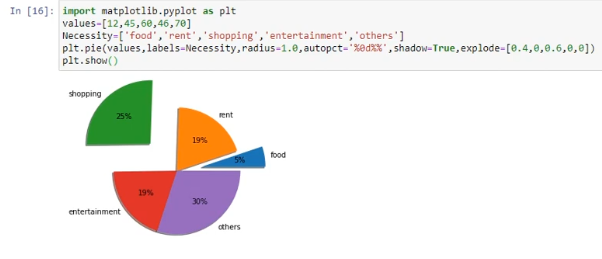 In [16]: import matplotlib.pyplot as plt
values=[12,45,60,46,70]
Necessity=['food','rent','shopping','entertainment','others']
plt.pie(values,labels=Necessity,radius=1.0,autopct='%0d%%',shadow=True,explode=[0.4,0,0.6,0,0])
plt.show()
shopping
25%
rent
19%
food
5%
19%
30%
entertainment
others